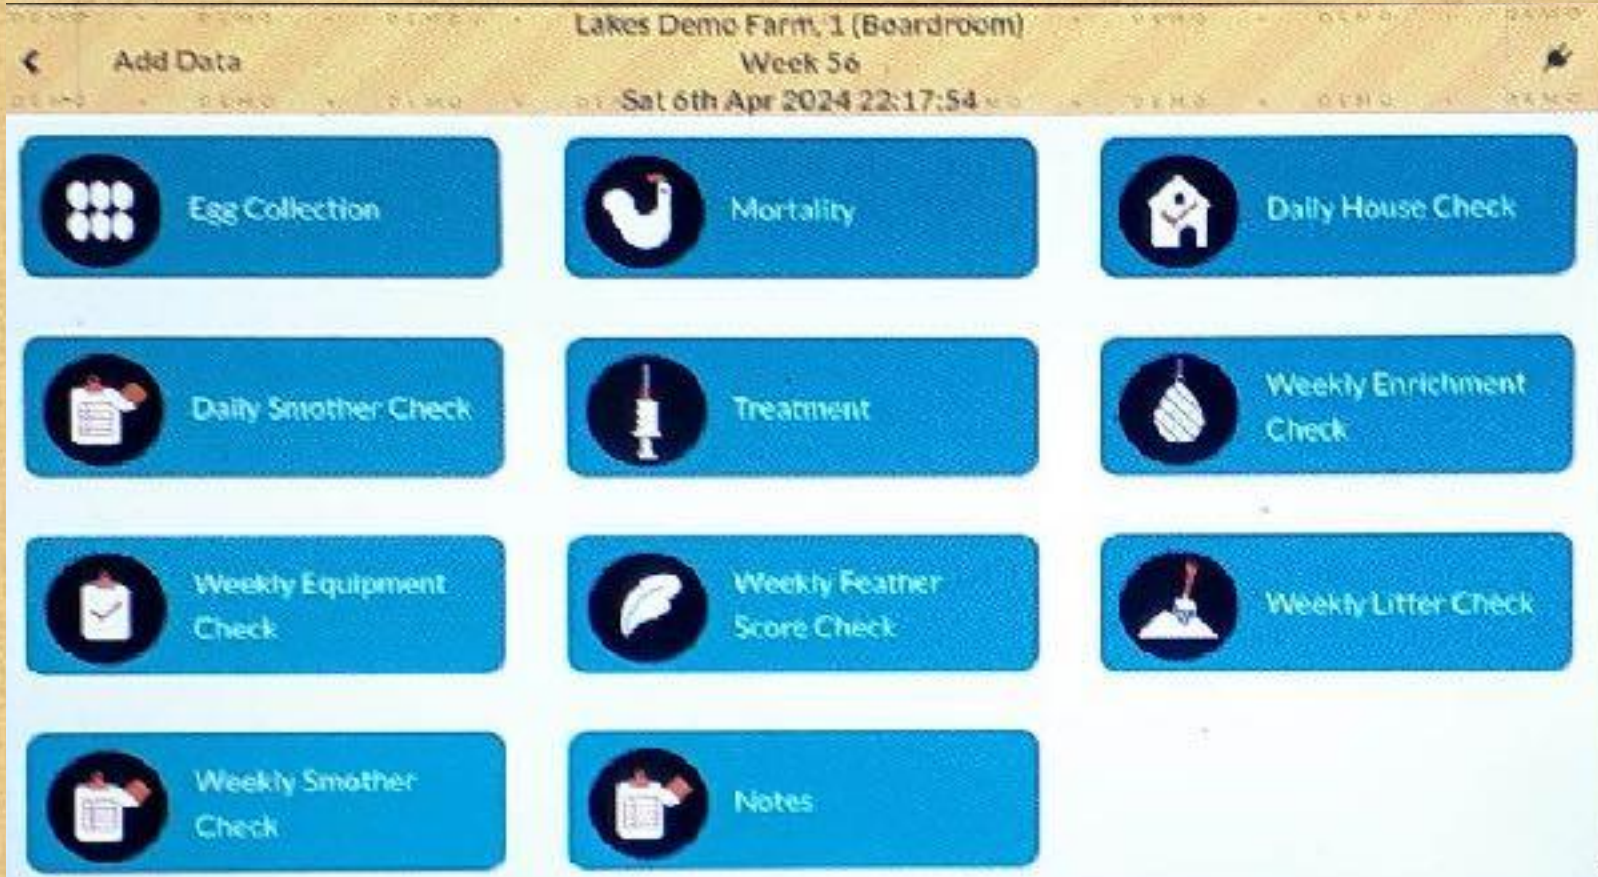 Lakes Demo Farm, 1 (Boardroom)
Add Data
Week 56
Sat 6th Apr 2024 22:17:54
Egg Collection
Mortality
Daily House Check
Daily Smother Check
Treatment
Weekly Enrichment
Check
Weekly Equipment
Check
Weekly Feather
Score Check
Weekly Litter Check
Weekly Smother
Check
Notes